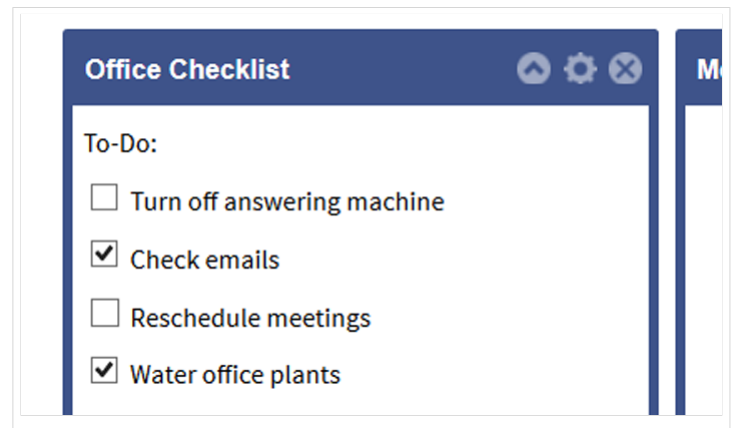 Office Checklist
To-Do:
Turn off answering machine
Check emails
Reschedule meetings
Water office plants